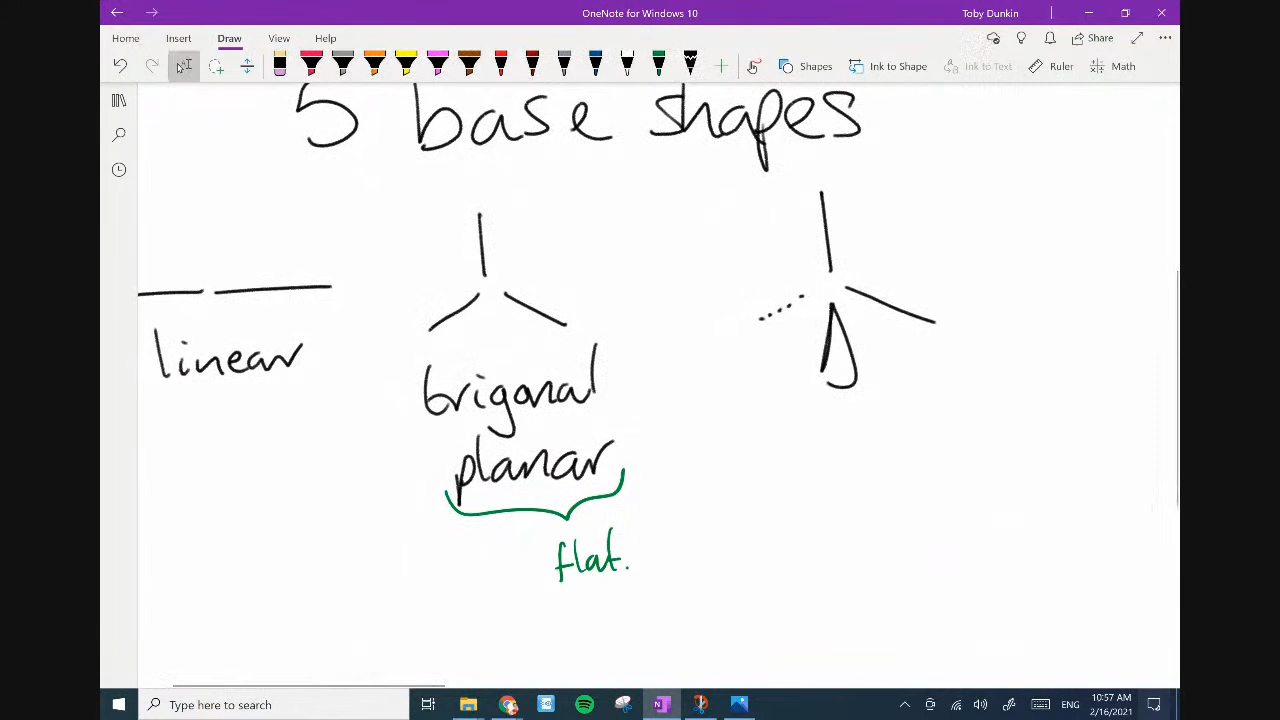 OneNote for Windows 10
Toby Dunkin
Home Insert Draw View Help
Shapes Ink to Shape Ink to Text Ruler Math Share
5 base shapes
linear
trigonal
planar
flat.
Type here to search
ENG
10:57 AM
2/16/2021